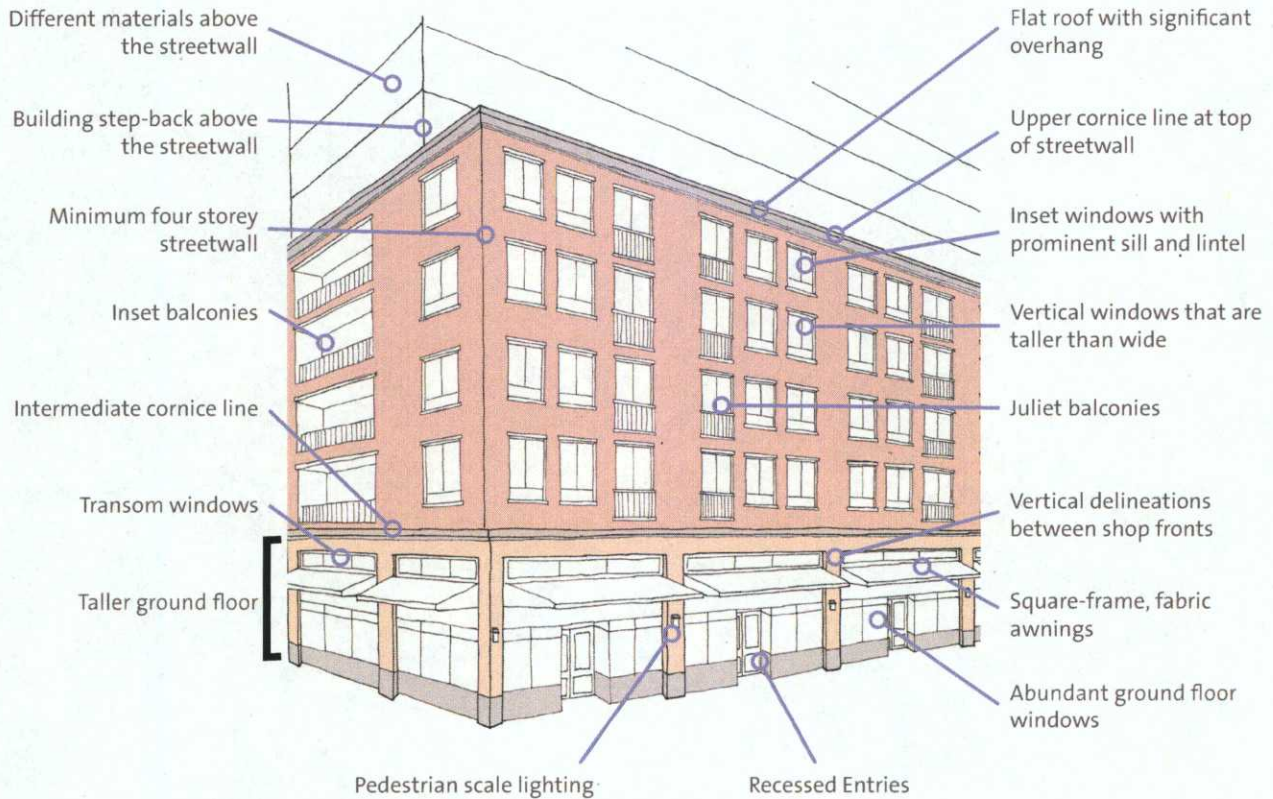 Different materials above
the streetwall
Building step-back above
the streetwall
Minimum four storey
streetwall
Inset balconies
Intermediate cornice line
Transom windows
Taller ground floor
Flat roof with significant
overhang
Upper cornice line at top
of streetwall
Inset windows with
prominent sill and lintel
Vertical windows that are
taller than wide
Juliet balconies
Vertical delineations
between shop fronts
Square-frame, fabric
awnings
Abundant ground floor
windows
Pedestrian scale lighting
Recessed Entries